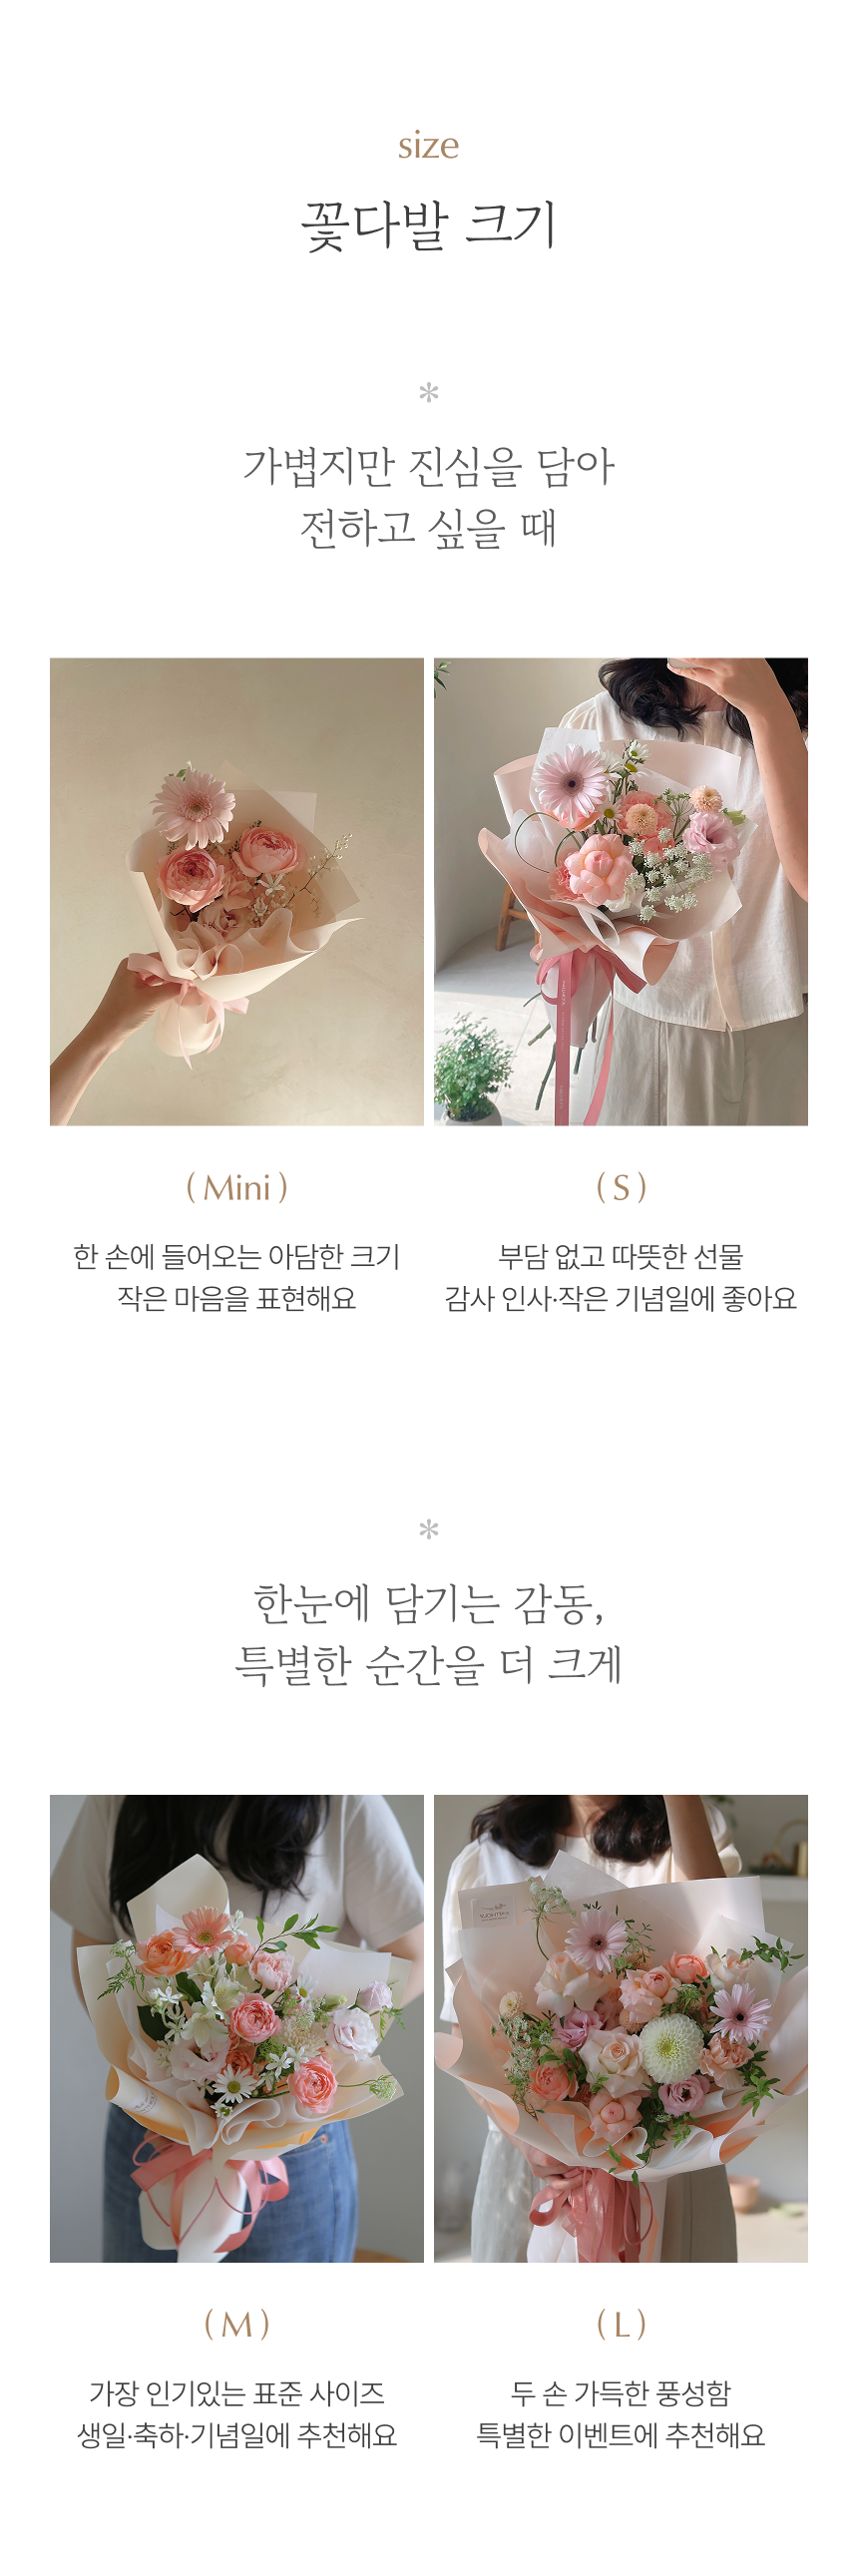 size
꽃다발 크기
*
가볍지만 진심을 담아
전하고 싶을 때
( Mini )
한 손에 들어오는 아담한 크기
작은 마음을 표현해요
( S )
부담 없고 따뜻한 선물
감사 인사·작은 기념일에 좋아요
*
한눈에 담기는 감동,
특별한 순간을 더 크게
( M )
가장 인기있는 표준 사이즈
생일·축하·기념일에 추천해요
( L )
두 손 가득한 풍성함
특별한 이벤트에 추천해요